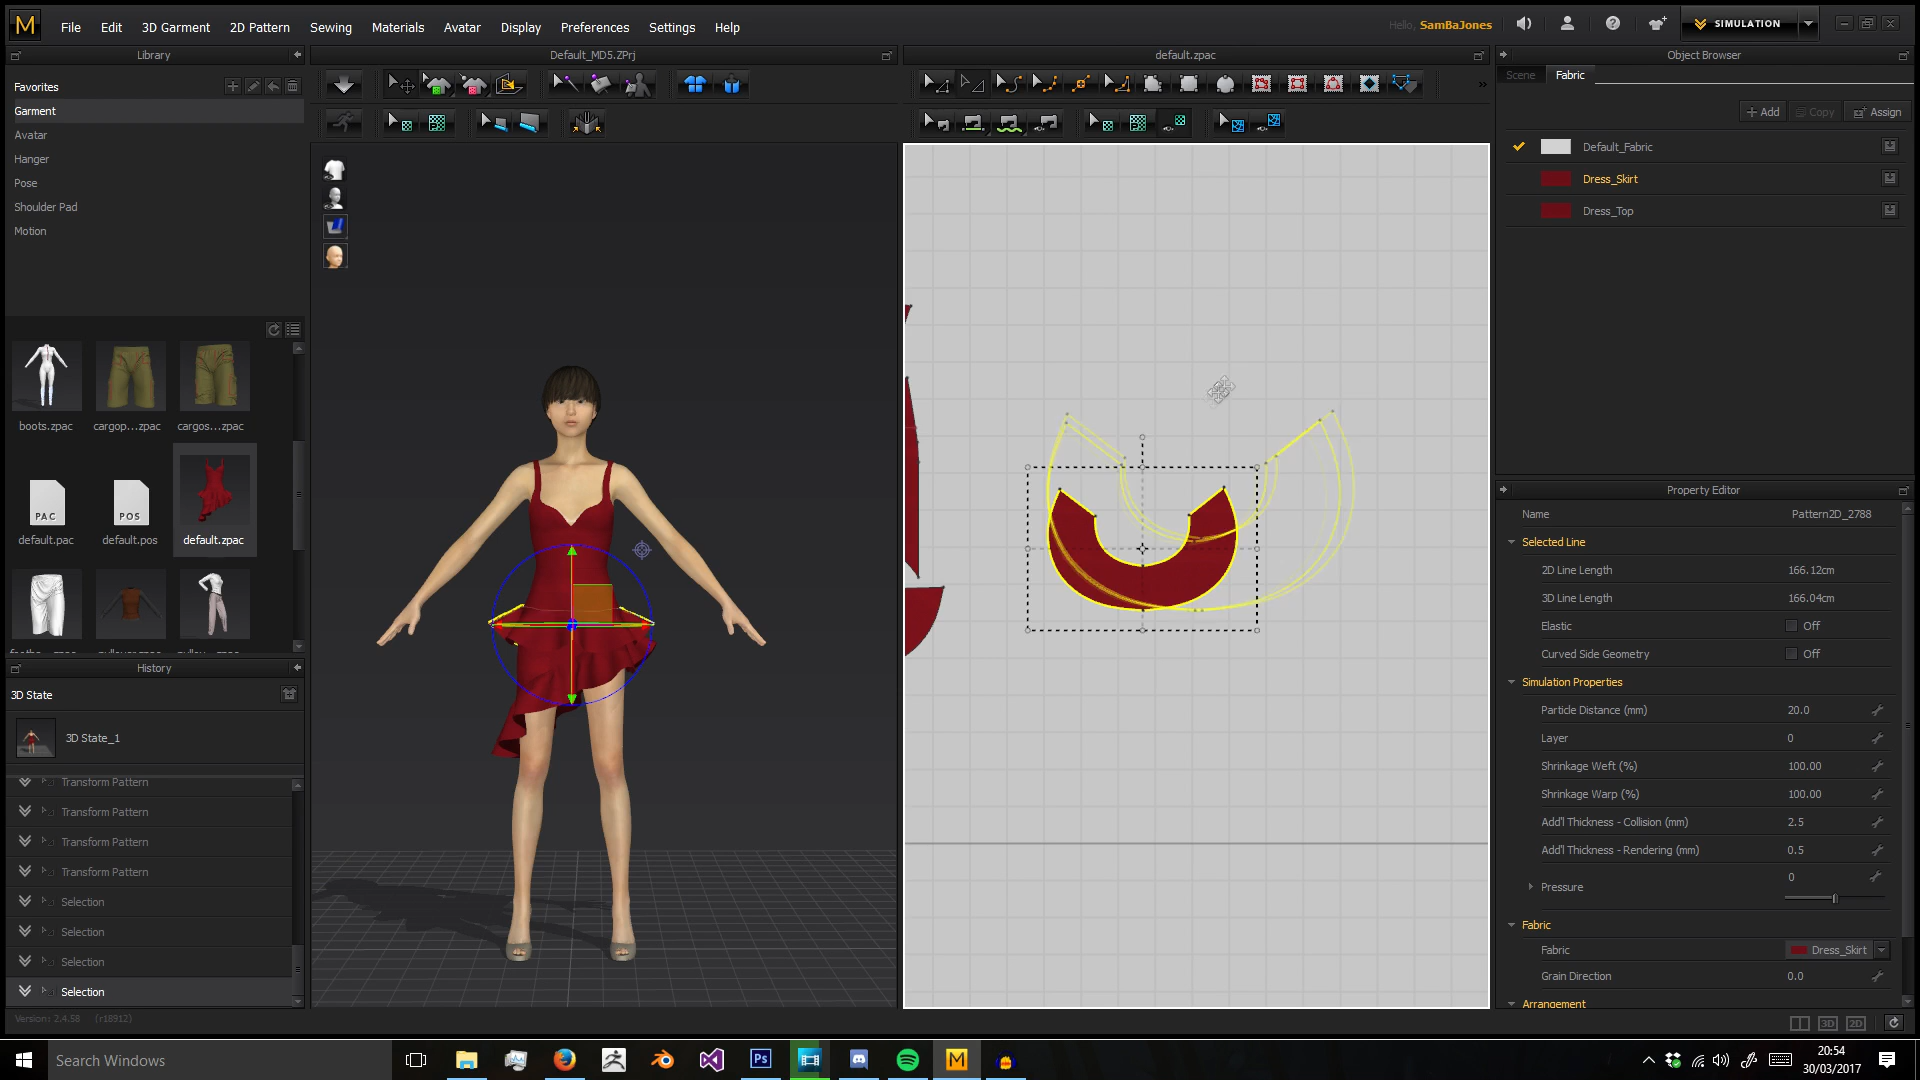 M File Edit 3D Garment 2D Pattern Sewing Materials Avatar Display Preferences Settings Help
Hello, SamBaJones
SIMULATION
Library
Default_MD5.ZPrj
default.zpac
Object Browser
Favorites
Garment
Avatar
Hanger
Pose
Shoulder Pad
Motion
boots.zpac
cargop...zpac
cargos...zpac
PAC
POS
default.pac
default.pos
default.zpac
History
3D State
3D State_1
Transform Pattern
Transform Pattern
Transform Pattern
Transform Pattern
Selection
Selection
Selection
Selection
Version: 2.4.58 (r18912)
Scene
Fabric
+ Add
Copy
Assign
Default_Fabric
Dress_Skirt
Dress_Top
Property Editor
Name Pattern2D_2788
Selected Line
2D Line Length 166.12cm
3D Line Length 166.04cm
Elastic Off
Curved Side Geometry Off
Simulation Properties
Particle Distance (mm) 20.0
Layer 0
Shrinkage Weft (%) 100.00
Shrinkage Warp (%) 100.00
Add'l Thickness - Collision (mm) 2.5
Add'l Thickness - Rendering (mm) 0.5
Pressure 0
Fabric
Fabric Dress_Skirt
Grain Direction 0.0
Arrangement
3D
2D
Search Windows
Ps
M
20:54
30/03/2017